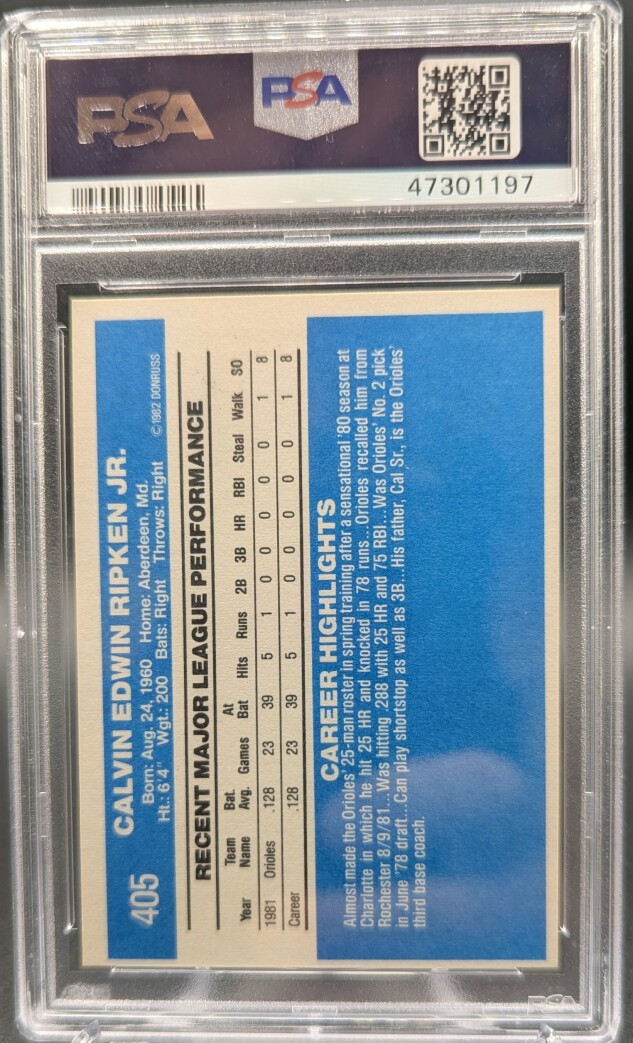 PSA
PSA
47301197
405
CALVIN EDWIN RIPKEN JR.
Born: Aug. 24, 1960 Home: Aberdeen, Md.
Ht.: 6'4" Wgt.: 200 Bats: Right Throws: Right ©1982 DONRUSS
RECENT MAJOR LEAGUE PERFORMANCE
Year Team Name Bat. Avg. Games At Bat Hits Runs 2B 3B HR RBI Steal Walk SO
1981 Orioles .128 23 39 5 1 0 0 0 0 0 1 8
Career .128 23 39 5 1 0 0 0 0 0 1 8
CAREER HIGHLIGHTS
Almost made the Orioles' 25-man roster in spring training after a sensational '80 season at
Charlotte in which he hit 25 HR and knocked in 78 runs...Orioles recalled him from
Rochester 8/9/81...Was hitting .288 with 25 HR and 75 RBI...Was Orioles' No. 2 pick
in June '78 draft...Can play shortstop as well as 3B...His father, Cal Sr., is the Orioles'
third base coach.
PSA